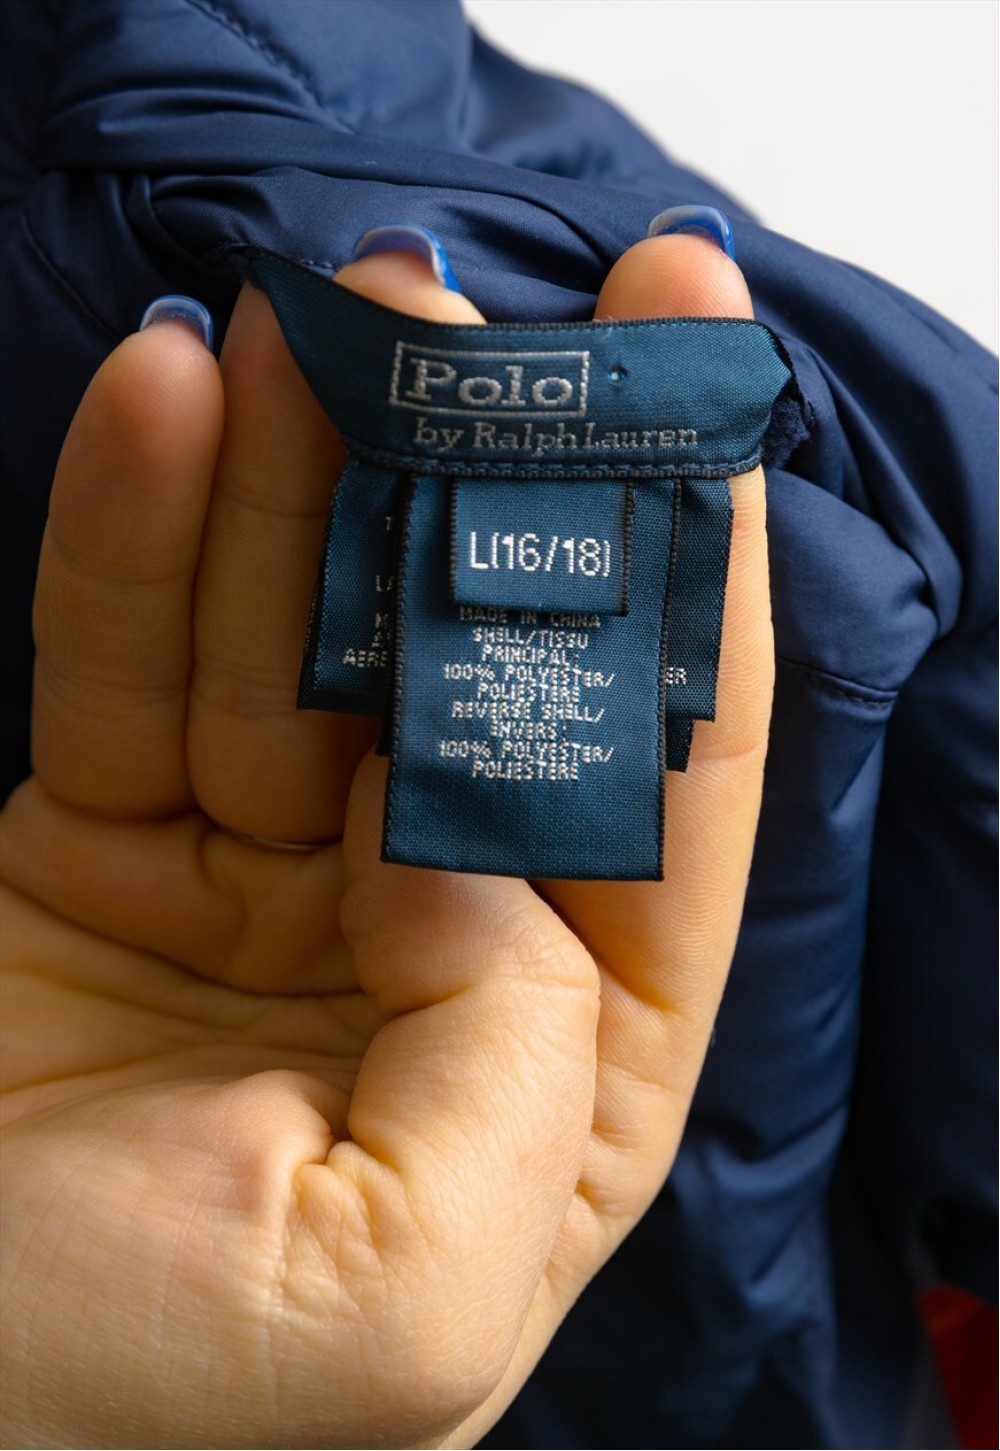 Polo
by Ralph Lauren
L(16/18)
MADE IN CHINA
SHELL/TISSU
PRINCIPAL:
100% POLYESTER/
POLIESTERE
REVERSE SHELL/
ENVERS:
100% POLYESTER/
POLIESTERE